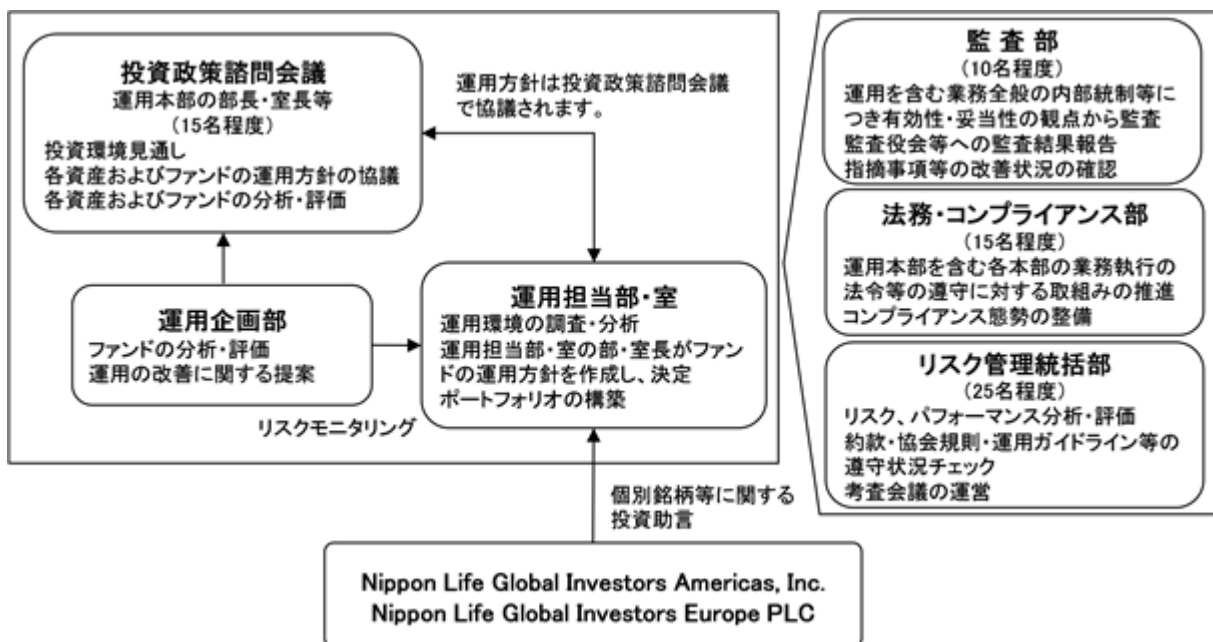 投資政策諮問会議
運用本部の部長・室長等
(15名程度)
投資環境見通し
各資産およびファンドの運用方針の協議
各資産およびファンドの分析・評価
運用方針は投資政策諮問会議
で協議されます。
運用企画部
ファンドの分析・評価
運用の改善に関する提案
運用担当部・室
運用環境の調査・分析
運用担当部・室の部・室長がファン
ドの運用方針を作成し、決定
ポートフォリオの構築
リスクモニタリング
個別銘柄等に関する
投資助言
Nippon Life Global Investors Americas, Inc.
Nippon Life Global Investors Europe PLC
監 査 部
(10名程度)
運用を含む業務全般の内部統制等に
つき有効性・妥当性の観点から監査
監査役会等への監査結果報告
指摘事項等の改善状況の確認
法務・コンプライアンス部
(15名程度)
運用本部を含む各本部の業務執行の
法令等の遵守に対する取組みの推進
コンプライアンス態勢の整備
リスク管理統括部
(25名程度)
リスク、パフォーマンス分析・評価
約款・協会規則・運用ガイドライン等の
遵守状況チェック
考査会議の運営